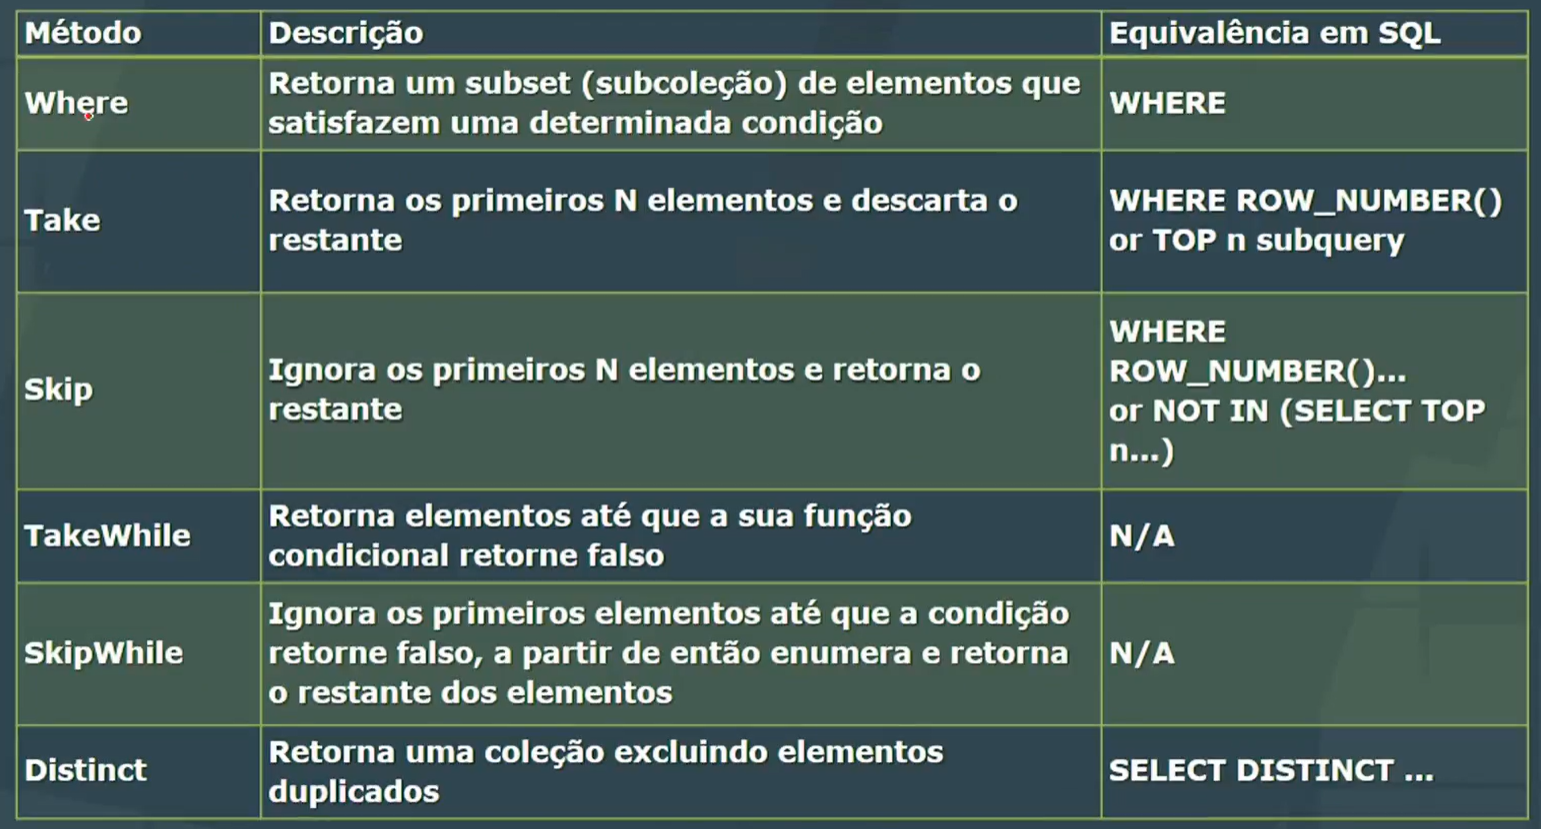 Método
Descrição
Equivalência em SQL
Where
Retorna um subset (subcoleção) de elementos que
satisfazem uma determinada condição
WHERE
Take
Retorna os primeiros N elementos e descarta o
restante
WHERE ROW_NUMBER()
or TOP n subquery
Skip
Ignora os primeiros N elementos e retorna o
restante
WHERE
ROW_NUMBER()...
or NOT IN (SELECT TOP
n...)
TakeWhile
Retorna elementos até que a sua função
condicional retorne falso
N/A
SkipWhile
Ignora os primeiros elementos até que a condição
retorne falso, a partir de então enumera e retorna
o restante dos elementos
N/A
Distinct
Retorna uma coleção excluindo elementos
duplicados
SELECT DISTINCT ...